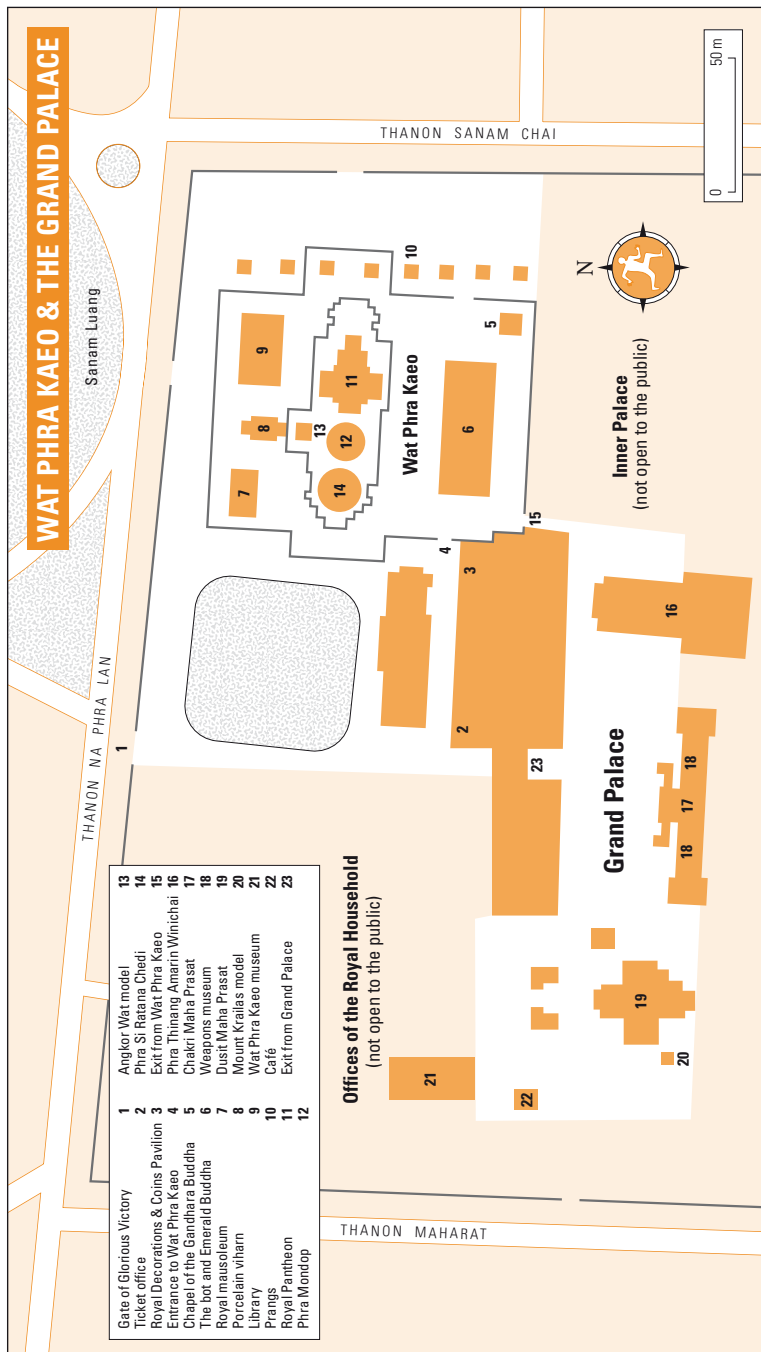 WAT PHRA KAEO & THE GRAND PALACE
Sanam Luang
THANON NA PHRA LAN
THANON SANAM CHAI
THANON MAHARAT
0 50 m
N
Wat Phra Kaeo
Inner Palace
(not open to the public)
Grand Palace
Offices of the Royal Household
(not open to the public)
1
2
3
4
5
6
7
8
9
10
11
12
13
14
15
16
17
18
18
19
20
21
22
23
Gate of Glorious Victory 1
Ticket office 2
Royal Decorations & Coins Pavilion 3
Entrance to Wat Phra Kaeo 4
Chapel of the Gandhara Buddha 5
The bot and Emerald Buddha 6
Royal mausoleum 7
Porcelain viharn 8
Library 9
Prangs 10
Royal Pantheon 11
Phra Mondop 12
Angkor Wat model 13
Phra Si Ratana Chedi 14
Exit from Wat Phra Kaeo 15
Phra Thinang Amarin Winichai 16
Chakri Maha Prasat 17
Weapons museum 18
Dusit Maha Prasat 19
Mount Krailas model 20
Wat Phra Kaeo museum 21
Café 22
Exit from Grand Palace 23